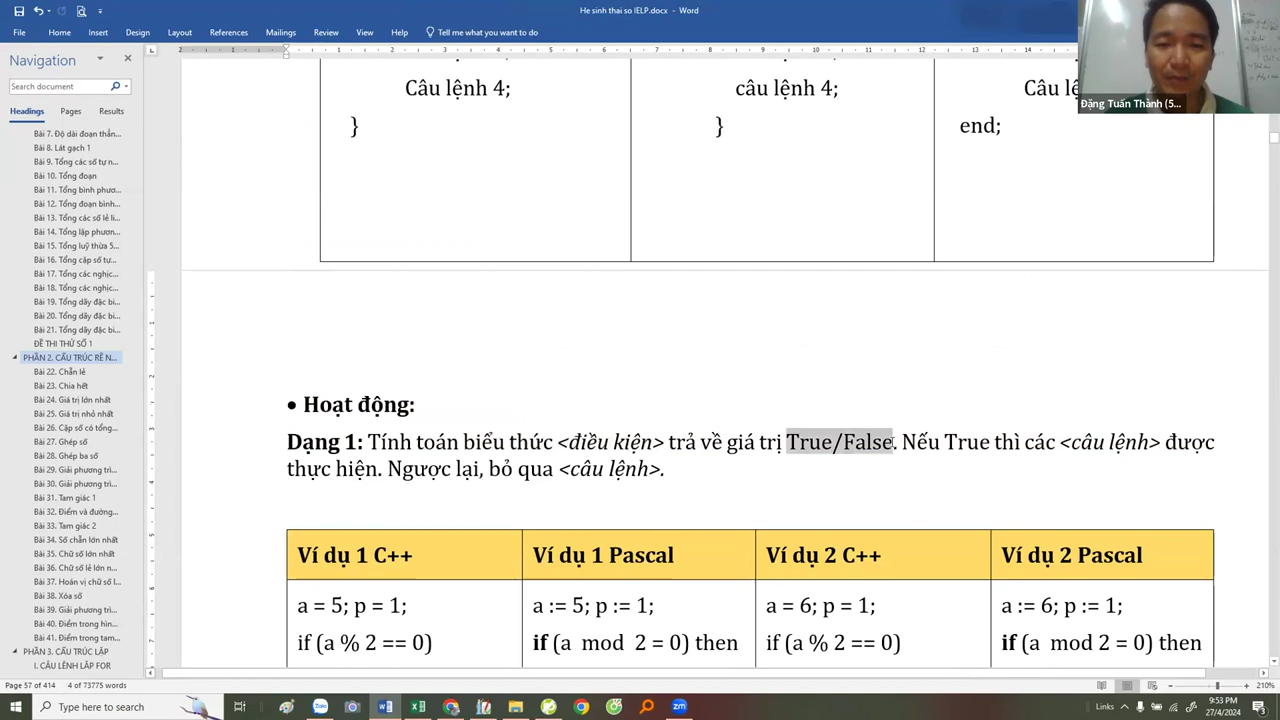 He sinh thai so IELP.docx - Word
File Home Insert Design Layout References Mailings Review View Help Tell me what you want to do
Đặng Tuấn Thành (5...
Navigation
Search document
Headings Pages Results
Bài 7. Độ dài đoạn thẳn...
Bài 8. Lát gạch 1
Bài 9. Tổng các số tự n...
Bài 10. Tổng đoạn
Bài 11. Tổng bình phươ...
Bài 12. Tổng đoạn bình...
Bài 13. Tổng các số lẻ li...
Bài 14. Tổng lập phươn...
Bài 15. Tổng luỹ thừa 5...
Bài 16. Tổng cặp số tự...
Bài 17. Tổng các nghịc...
Bài 18. Tổng các nghịc...
Bài 19. Tổng dãy đặc bi...
Bài 20. Tổng dãy đặc bi...
Bài 21. Tổng dãy đặc bi...
ĐỀ THI THỬ SỐ 1
PHẦN 2. CẤU TRÚC RẼ N...
Bài 22. Chẵn lẻ
Bài 23. Chia hết
Bài 24. Giá trị lớn nhất
Bài 25. Giá trị nhỏ nhất
Bài 26. Cặp số có tổng...
Bài 27. Ghép số
Bài 28. Ghép ba số
Bài 29. Giải phương trì...
Bài 30. Giải phương trì...
Bài 31. Tam giác 1
Bài 32. Điểm và đường...
Bài 33. Tam giác 2
Bài 34. Số chẵn lớn nhất
Bài 35. Chữ số lớn nhất
Bài 36. Chữ số lớn nhất
Bài 37. Hoán vị chữ số l...
Bài 38. Xóa số
Bài 39. Giải phương trì...
Bài 40. Điểm trong hìn...
Bài 41. Điểm trong tam...
PHẦN 3. CẤU TRÚC LẶP
I. CÂU LỆNH LẶP FOR
Câu lệnh 4; câu lệnh 4; Câu lệ
} } end;
• Hoạt động:
Dạng 1: Tính toán biểu thức <điều kiện> trả về giá trị True/False. Nếu True thì các <câu lệnh> được
thực hiện. Ngược lại, bỏ qua <câu lệnh>.
Ví dụ 1 C++ Ví dụ 1 Pascal Ví dụ 2 C++ Ví dụ 2 Pascal
a = 5; p = 1; a := 5; p := 1; a = 6; p = 1; a := 6; p := 1;
if (a % 2 == 0) if (a mod 2 = 0) then if (a % 2 == 0) if (a mod 2 = 0) then
Page 57 of 414 4 of 73775 words 210%
Type here to search
9:53 PM
27/4/2024